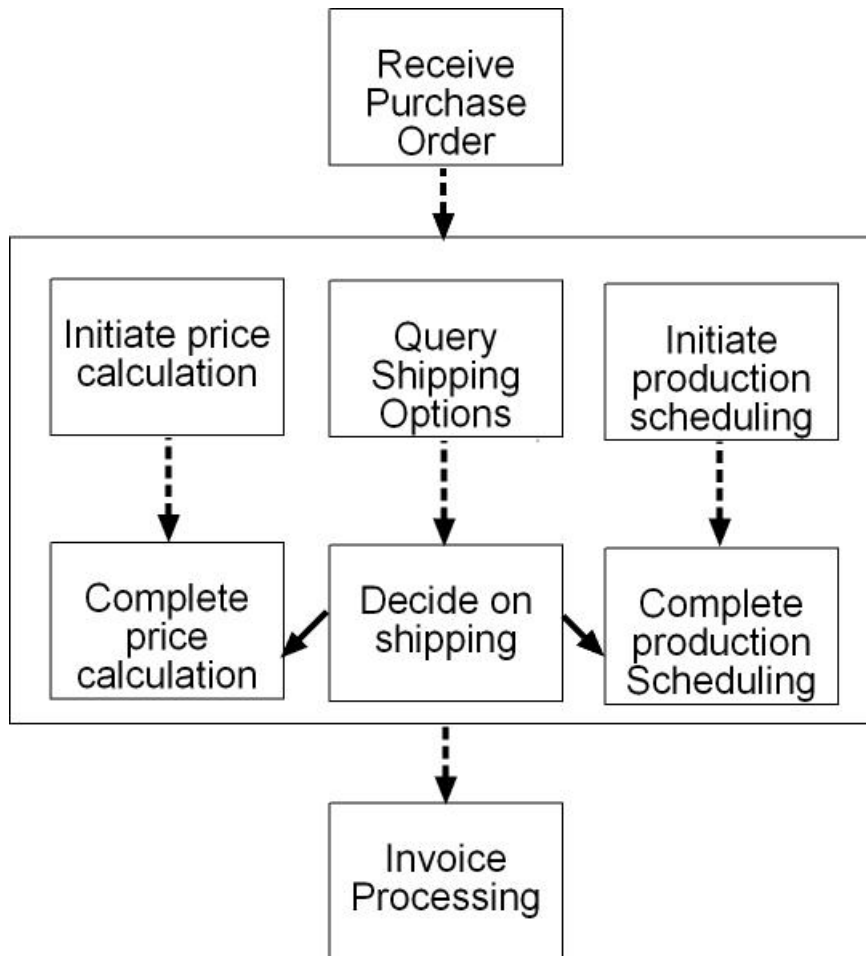 Receive
Purchase
Order
Initiate price
calculation
Query
Shipping
Options
Initiate
production
scheduling
Complete
price
calculation
Decide on
shipping
Complete
production
Scheduling
Invoice
Processing